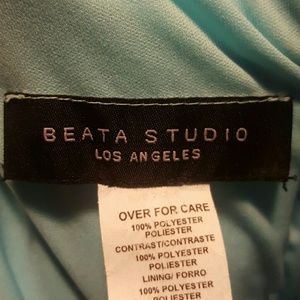 BEATA STUDIO
LOS ANGELES
OVER FOR CARE
100% POLYESTER
POLIESTER
CONTRAST/CONTRASTE
100% POLYESTER
POLIESTER
LINING/ FORRO
100% POLYESTER
POLIESTER